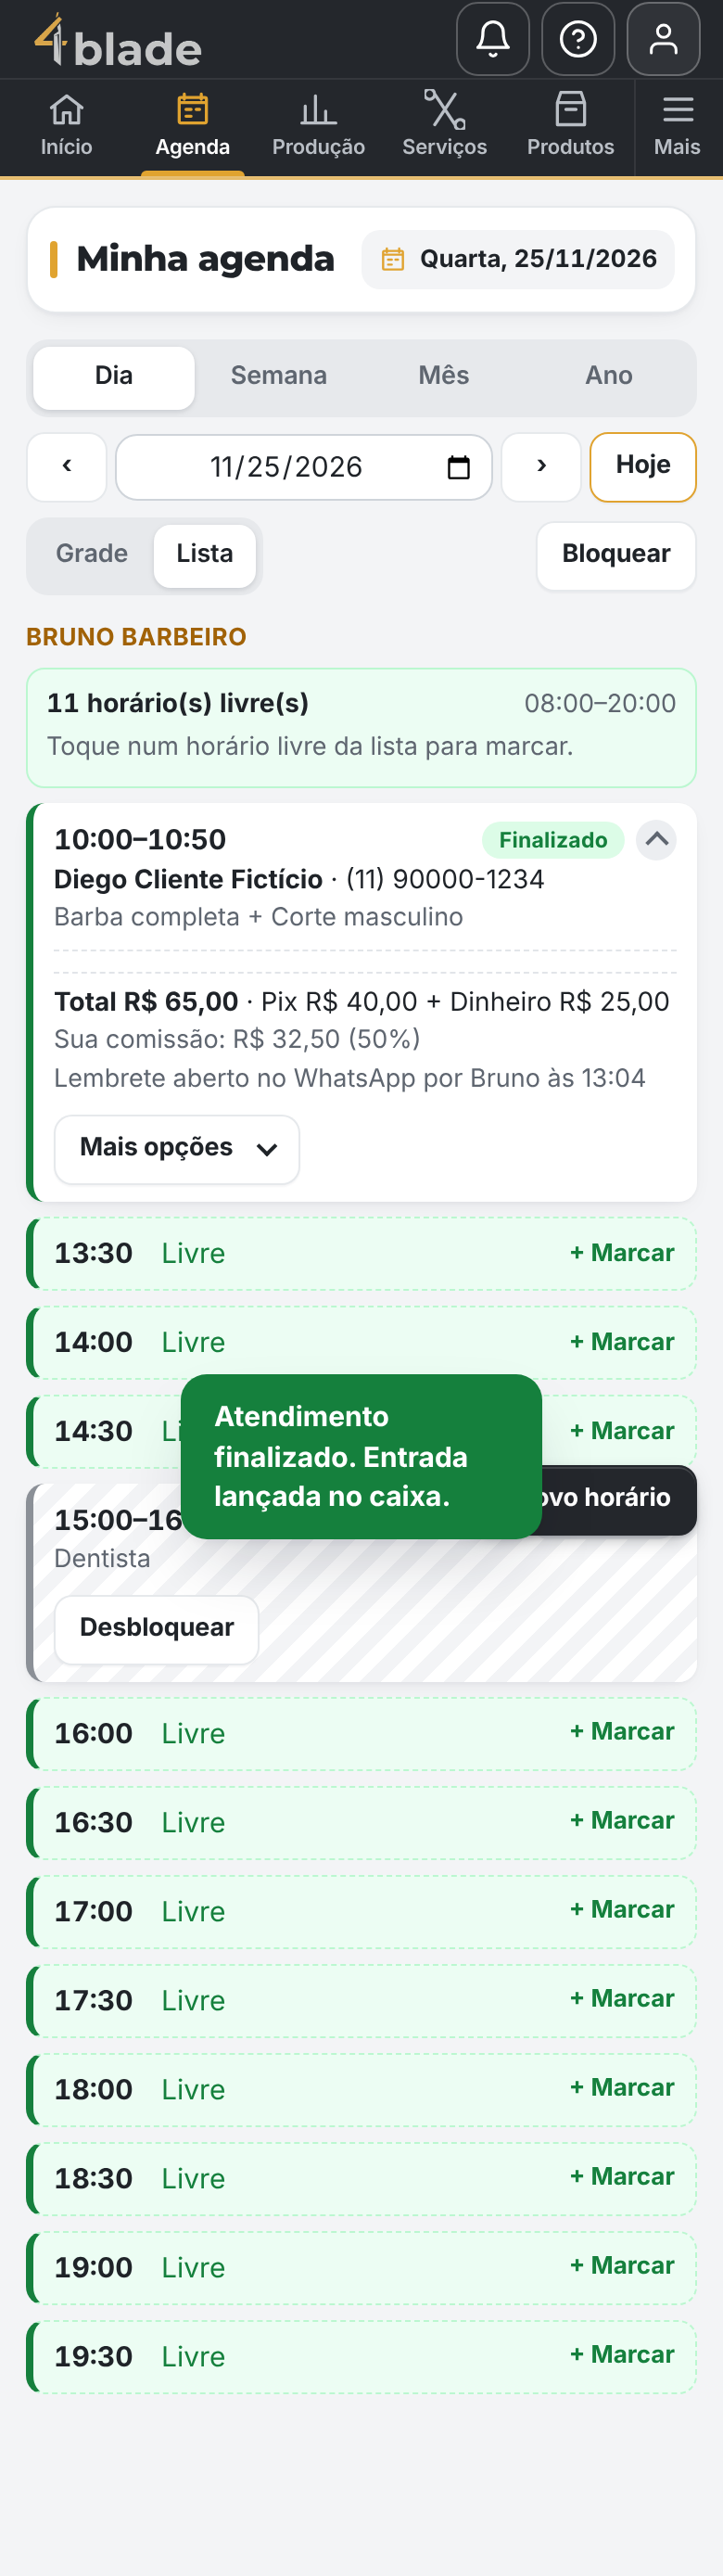 4blade
Início
Agenda
Produção
Serviços
Produtos
Mais
Minha agenda
Quarta, 25/11/2026
Dia
Semana
Mês
Ano
‹
11/25/2026
›
Hoje
Grade
Lista
Bloquear
BRUNO BARBEIRO
11 horário(s) livre(s)
08:00–20:00
Toque num horário livre da lista para marcar.
10:00–10:50
Finalizado
Diego Cliente Fictício · (11) 90000-1234
Barba completa + Corte masculino
Total R$ 65,00 · Pix R$ 40,00 + Dinheiro R$ 25,00
Sua comissão: R$ 32,50 (50%)
Lembrete aberto no WhatsApp por Bruno às 13:04
Mais opções
13:30 Livre + Marcar
14:00 Livre + Marcar
14:30 + Marcar
Atendimento
finalizado. Entrada
lançada no caixa.
horário
15:00–16
Dentista
Desbloquear
16:00 Livre + Marcar
16:30 Livre + Marcar
17:00 Livre + Marcar
17:30 Livre + Marcar
18:00 Livre + Marcar
18:30 Livre + Marcar
19:00 Livre + Marcar
19:30 Livre + Marcar